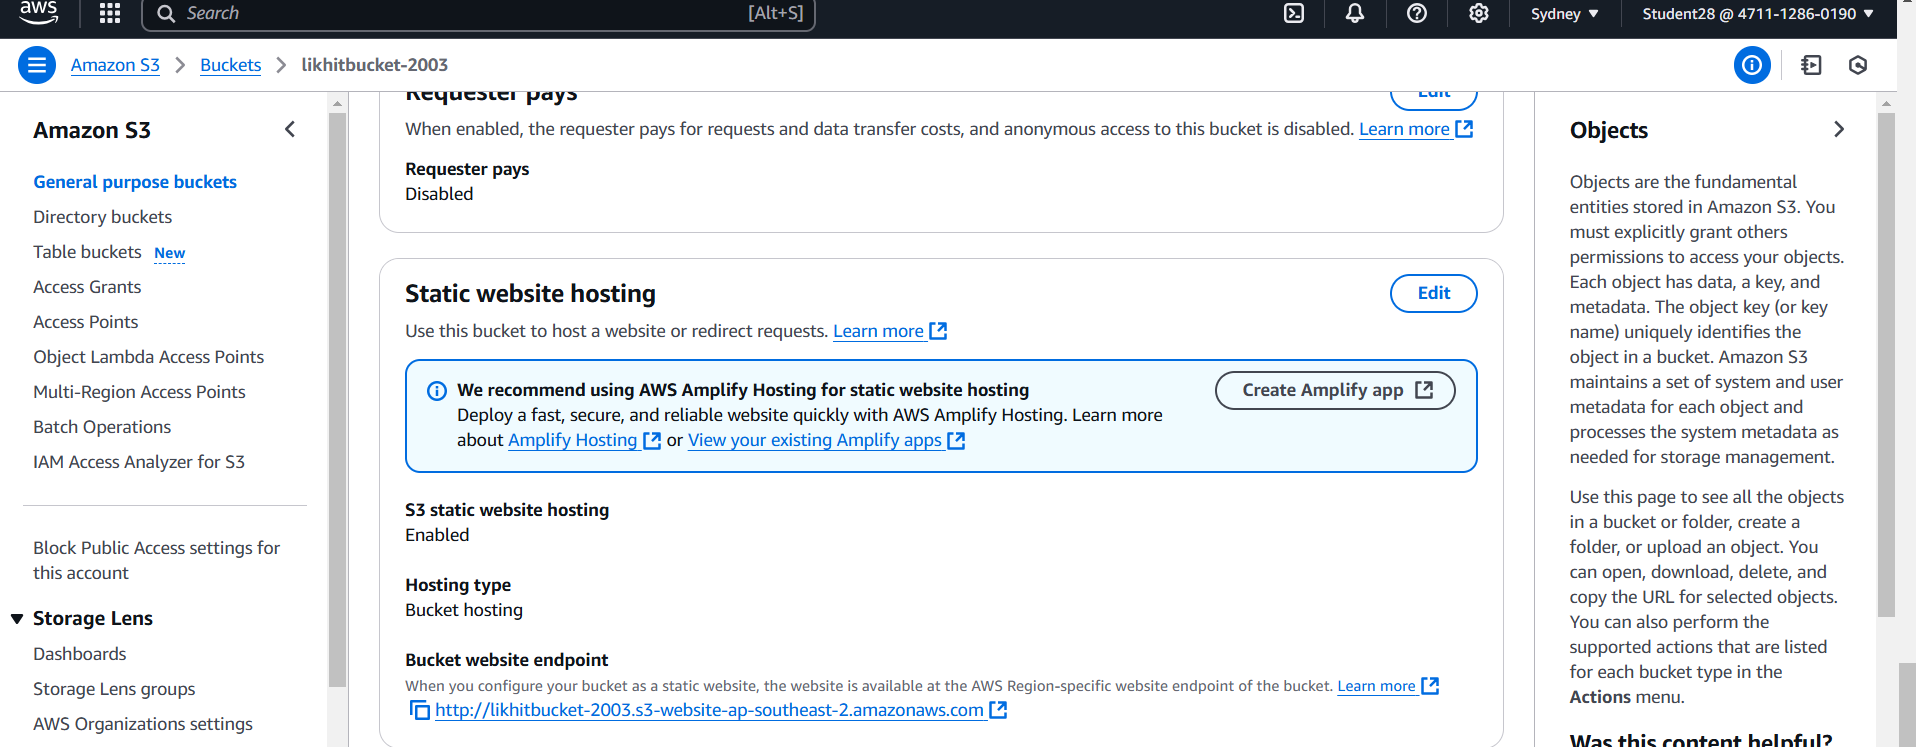 aws
Search
[Alt+S]
Sydney
Student28 @ 4711-1286-0190
Amazon S3
Buckets
likhitbucket-2003
Amazon S3
General purpose buckets
Directory buckets
Table buckets New
Access Grants
Access Points
Object Lambda Access Points
Multi-Region Access Points
Batch Operations
IAM Access Analyzer for S3
Block Public Access settings for
this account
Storage Lens
Dashboards
Storage Lens groups
AWS Organizations settings
Requester pays
Edit
When enabled, the requester pays for requests and data transfer costs, and anonymous access to this bucket is disabled. Learn more
Requester pays
Disabled
Static website hosting
Edit
Use this bucket to host a website or redirect requests. Learn more
We recommend using AWS Amplify Hosting for static website hosting
Deploy a fast, secure, and reliable website quickly with AWS Amplify Hosting. Learn more
about Amplify Hosting or View your existing Amplify apps
Create Amplify app
S3 static website hosting
Enabled
Hosting type
Bucket hosting
Bucket website endpoint
When you configure your bucket as a static website, the website is available at the AWS Region-specific website endpoint of the bucket. Learn more
http://likhitbucket-2003.s3-website-ap-southeast-2.amazonaws.com
Objects
Objects are the fundamental
entities stored in Amazon S3. You
must explicitly grant others
permissions to access your objects.
Each object has data, a key, and
metadata. The object key (or key
name) uniquely identifies the
object in a bucket. Amazon S3
maintains a set of system and user
metadata for each object and
processes the system metadata as
needed for storage management.
Use this page to see all the objects
in a bucket or folder, create a
folder, or upload an object. You
can open, download, delete, and
copy the URL for selected objects.
You can also perform the
supported actions that are listed
for each bucket type in the
Actions menu.
Was this content helpful?